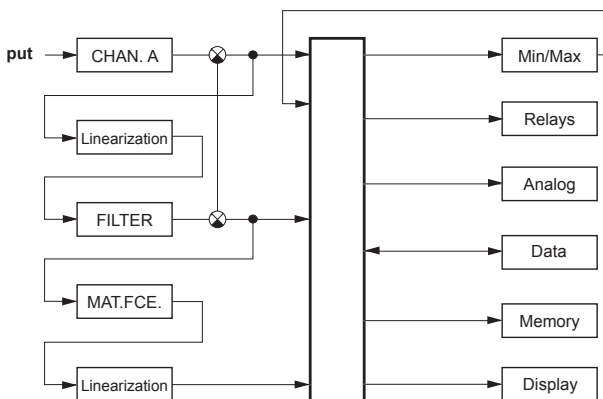 put
CHAN. A
Linearization
FILTER
MAT.FCE.
Linearization
Min/Max
Relays
Analog
Data
Memory
Display